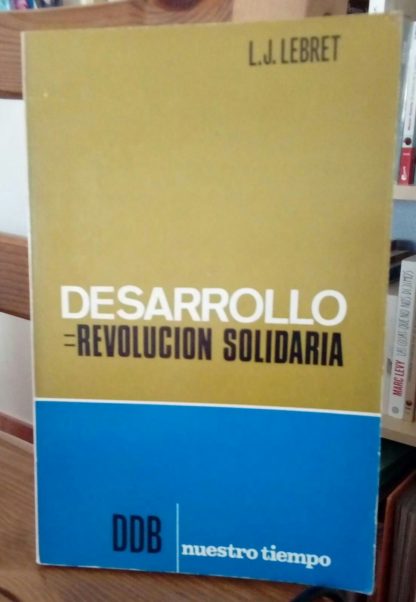 L.J. LEBRET
DESARROLLO
=REVOLUCION SOLIDARIA
DDB
nuestro tiempo
MARC LEVY